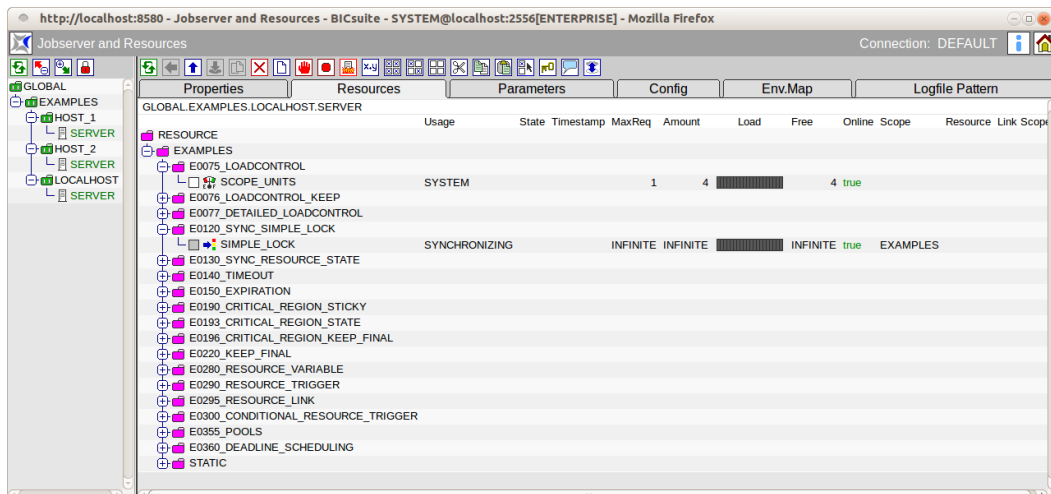 http://localhost:8580 - Jobserver and Resources - BICsuite - SYSTEM@localhost:2556[ENTERPRISE] - Mozilla Firefox
Jobserver and Resources
Connection: DEFAULT
GLOBAL
EXAMPLES
HOST_1
SERVER
HOST_2
SERVER
LOCALHOST
SERVER
Properties Resources Parameters Config Env.Map Logfile Pattern
GLOBAL.EXAMPLES.LOCALHOST.SERVER
Usage State Timestamp MaxReq Amount Load Free Online Scope Resource Link Scope
RESOURCE
EXAMPLES
E0075_LOADCONTROL
SCOPE_UNITS SYSTEM 1 4 4 true
E0076_LOADCONTROL_KEEP
E0077_DETAILED_LOADCONTROL
E0120_SYNC_SIMPLE_LOCK
SIMPLE_LOCK SYNCHRONIZING INFINITE INFINITE INFINITE true EXAMPLES
E0130_SYNC_RESOURCE_STATE
E0140_TIMEOUT
E0150_EXPIRATION
E0190_CRITICAL_REGION_STICKY
E0193_CRITICAL_REGION_STATE
E0196_CRITICAL_REGION_KEEP_FINAL
E0220_KEEP_FINAL
E0280_RESOURCE_VARIABLE
E0290_RESOURCE_TRIGGER
E0295_RESOURCE_LINK
E0300_CONDITIONAL_RESOURCE_TRIGGER
E0355_POOLS
E0360_DEADLINE_SCHEDULING
STATIC